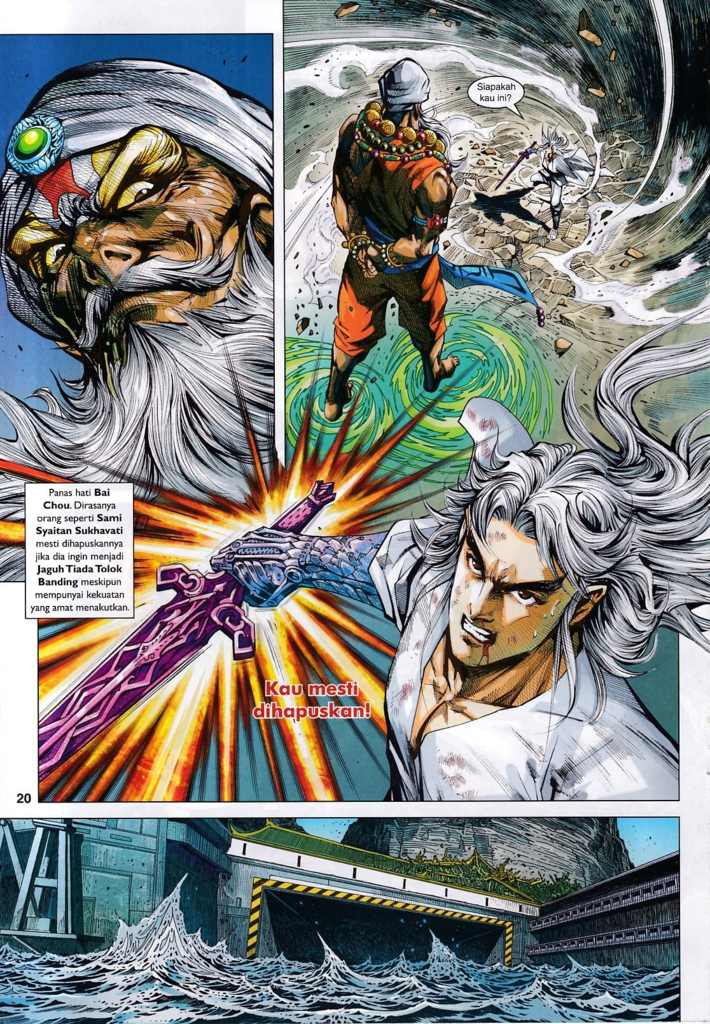 Siapakah
kau ini?
Panas hati Bai
Chou. Dirasanya
orang seperti Sami
Syaitan Sukhavati
mesti dihapuskannya
jika dia ingin menjadi
Jaguh Tiada Tolok
Banding meskipun
mempunyai kekuatan
yang amat menakutkan.
Kau mesti
dihapuskan!
20